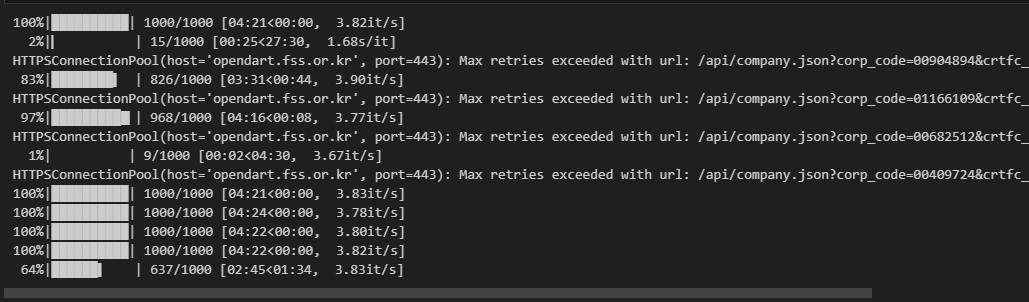 100%|██████████| 1000/1000 [04:21<00:00,  3.82it/s]
  2%|▏         | 15/1000 [00:25<27:30,  1.68s/it]
HTTPSConnectionPool(host='opendart.fss.or.kr', port=443): Max retries exceeded with url: /api/company.json?corp_code=00904894&crtfc_
 83%|████████▎ | 826/1000 [03:31<00:44,  3.90it/s]
HTTPSConnectionPool(host='opendart.fss.or.kr', port=443): Max retries exceeded with url: /api/company.json?corp_code=01166109&crtfc_
 97%|█████████▋| 968/1000 [04:16<00:08,  3.77it/s]
HTTPSConnectionPool(host='opendart.fss.or.kr', port=443): Max retries exceeded with url: /api/company.json?corp_code=00682512&crtfc_
  1%|          | 9/1000 [00:02<04:30,  3.67it/s]
HTTPSConnectionPool(host='opendart.fss.or.kr', port=443): Max retries exceeded with url: /api/company.json?corp_code=00409724&crtfc_
100%|██████████| 1000/1000 [04:21<00:00,  3.83it/s]
100%|██████████| 1000/1000 [04:24<00:00,  3.78it/s]
100%|██████████| 1000/1000 [04:22<00:00,  3.80it/s]
100%|██████████| 1000/1000 [04:22<00:00,  3.82it/s]
 64%|██████▎   | 637/1000 [02:45<01:34,  3.83it/s]